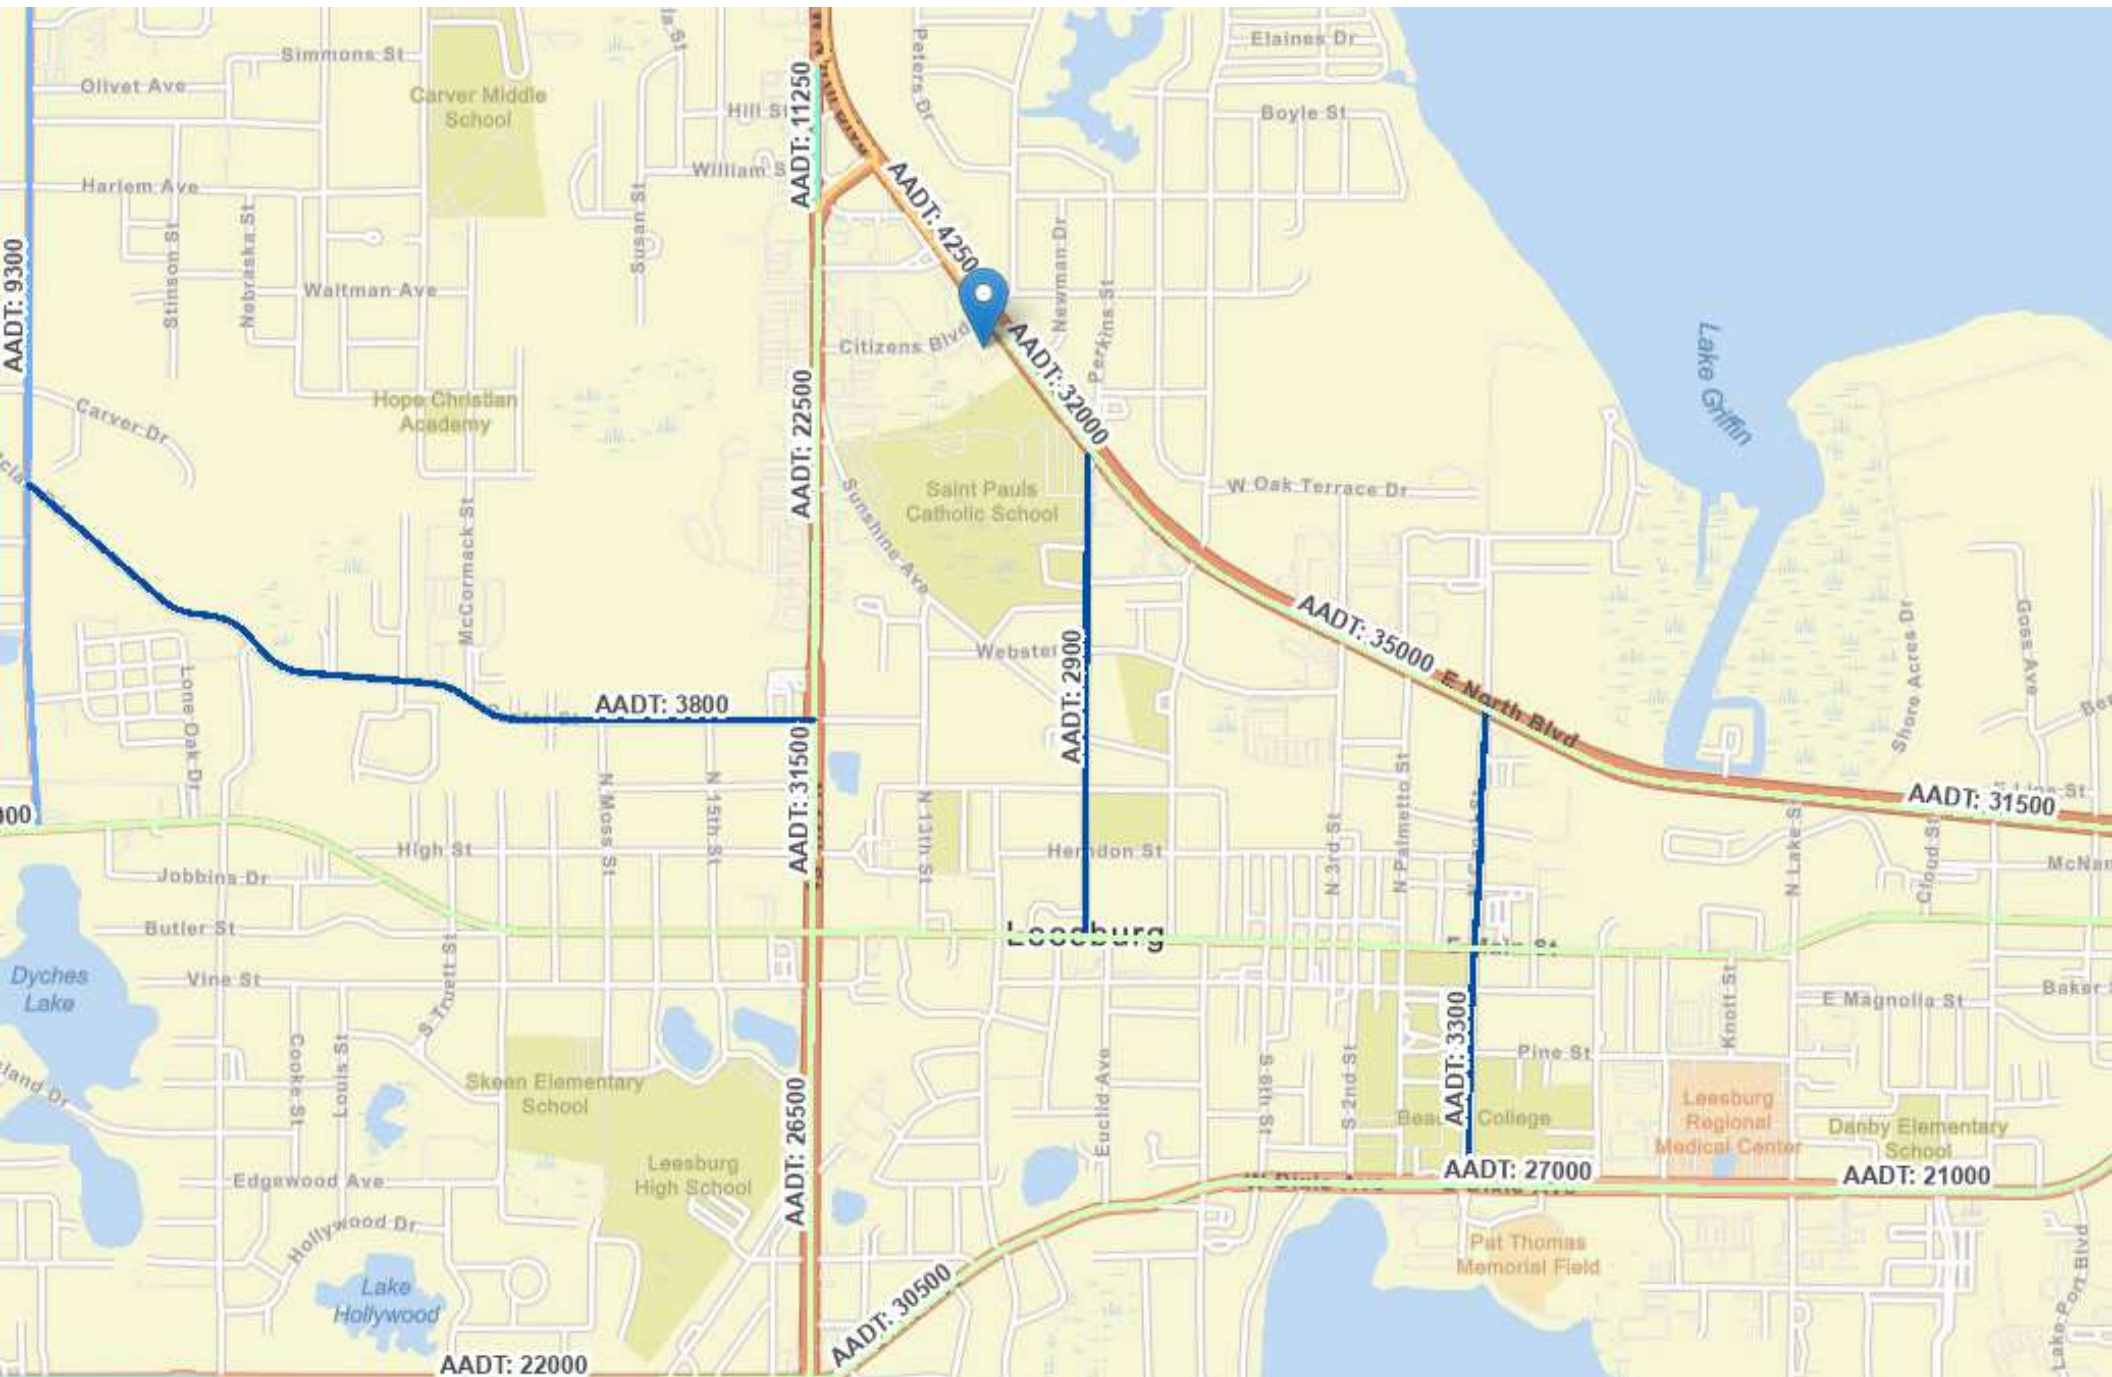 Simmons St
Olivet Ave
Carver Middle
School
Harlem Ave
Stinson St
Nebraska St
Waltman Ave
Susan St
Hill St
William S
AADT: 11250
Peters Dr
Elaines Dr
Boyle St
AADT: 4250
Newman Dr
Perkins St
Citizens Blvd
AADT: 32000
AADT: 9300
AADT: 22500
Carver Dr
Hope Christian
Academy
McCormack St
Sunshine Ave
Saint Pauls
Catholic School
W Oak Terrace Dr
Lake Griffin
AADT: 35000
E North Blvd
Shore Acres Dr
Goss Ave
Webster
AADT: 2900
AADT: 3800
Lone Oak Dr
AADT: 31500
N Moss St
N 15th St
N 13th St
N 3rd St
N Palmetto St
N Lake S
Cloud St
AADT: 31500
McNam
000
High St
Jobbins Dr
Herndon St
Butler St
Leesburg
Vine St
S Truett St
Dyches
Lake
Cooke St
Louis St
sland Dr
Skeen Elementary
School
Leesburg
High School
AADT: 26500
Euclid Ave
S 2nd St
AADT: 3300
Pine St
Knott St
E Magnolia St
Baker S
Leesburg
Regional
Medical Center
Danby Elementary
School
College
Edgewood Ave
Hollywood Dr
W Dixie Ave
AADT: 27000
E Dixie Ave
AADT: 21000
Pat Thomas
Memorial Field
Lake Port Blvd
Lake
Hollywood
AADT: 30500
AADT: 22000